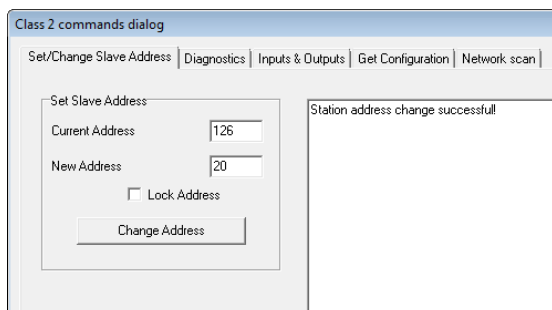 Class 2 commands dialog
Set/Change Slave Address Diagnostics Inputs & Outputs Get Configuration Network scan
Set Slave Address
Current Address 126
New Address 20
Lock Address
Change Address
Station address change successful!